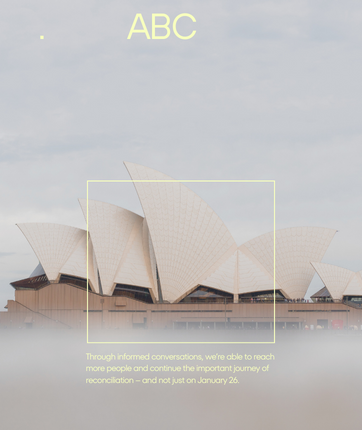 ABC
Through informed conversations, we're able to reach
more people and continue the important journey of
reconciliation – and not just on January 26.